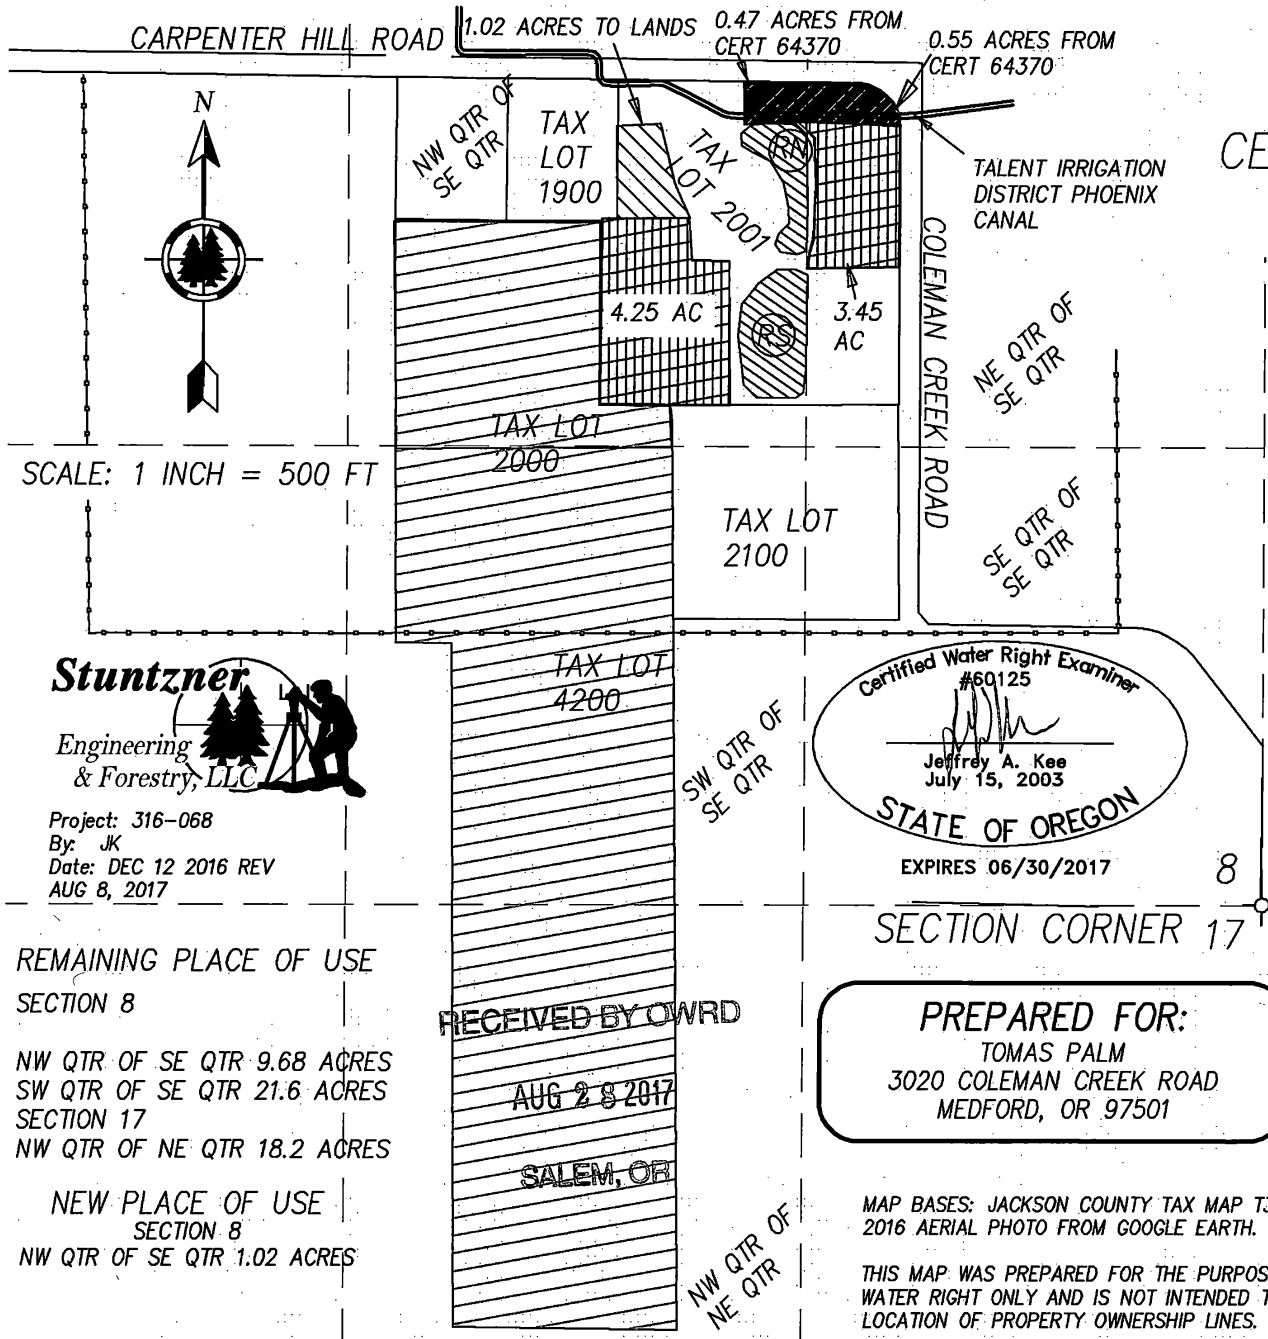 CARPENTER HILL ROAD
1.02 ACRES TO LANDS
0.47 ACRES FROM
CERT 64370
0.55 ACRES FROM
CERT 64370
N
NW QTR OF
SE QTR
TAX
LOT
1900
TAX
LOT 2001
RN
TALENT IRRIGATION
DISTRICT PHOENIX
CANAL
CE
COLEMAN CREEK ROAD
4.25 AC
RS
3.45
AC
NE QTR OF
SE QTR
TAX LOT
2000
SCALE: 1 INCH = 500 FT
TAX LOT
2100
SE QTR OF
SE QTR
Stuntzner
Engineering
& Forestry, LLC
TAX LOT
4200
SW QTR OF
SE QTR
Certified Water Right Examiner
#60125
Jeffrey A. Kee
July 15, 2003
STATE OF OREGON
EXPIRES 06/30/2017
Project: 316-068
By: JK
Date: DEC 12 2016 REV
AUG 8, 2017
8
SECTION CORNER 17
REMAINING PLACE OF USE
SECTION 8
NW QTR OF SE QTR 9.68 ACRES
SW QTR OF SE QTR 21.6 ACRES
SECTION 17
NW QTR OF NE QTR 18.2 ACRES
NEW PLACE OF USE
SECTION 8
NW QTR OF SE QTR 1.02 ACRES
RECEIVED BY OWRD
AUG 28 2017
SALEM, OR
NW QTR OF
NE QTR
PREPARED FOR:
TOMAS PALM
3020 COLEMAN CREEK ROAD
MEDFORD, OR 97501
MAP BASES: JACKSON COUNTY TAX MAP T3
2016 AERIAL PHOTO FROM GOOGLE EARTH.
THIS MAP WAS PREPARED FOR THE PURPOS
WATER RIGHT ONLY AND IS NOT INTENDED T
LOCATION OF PROPERTY OWNERSHIP LINES.